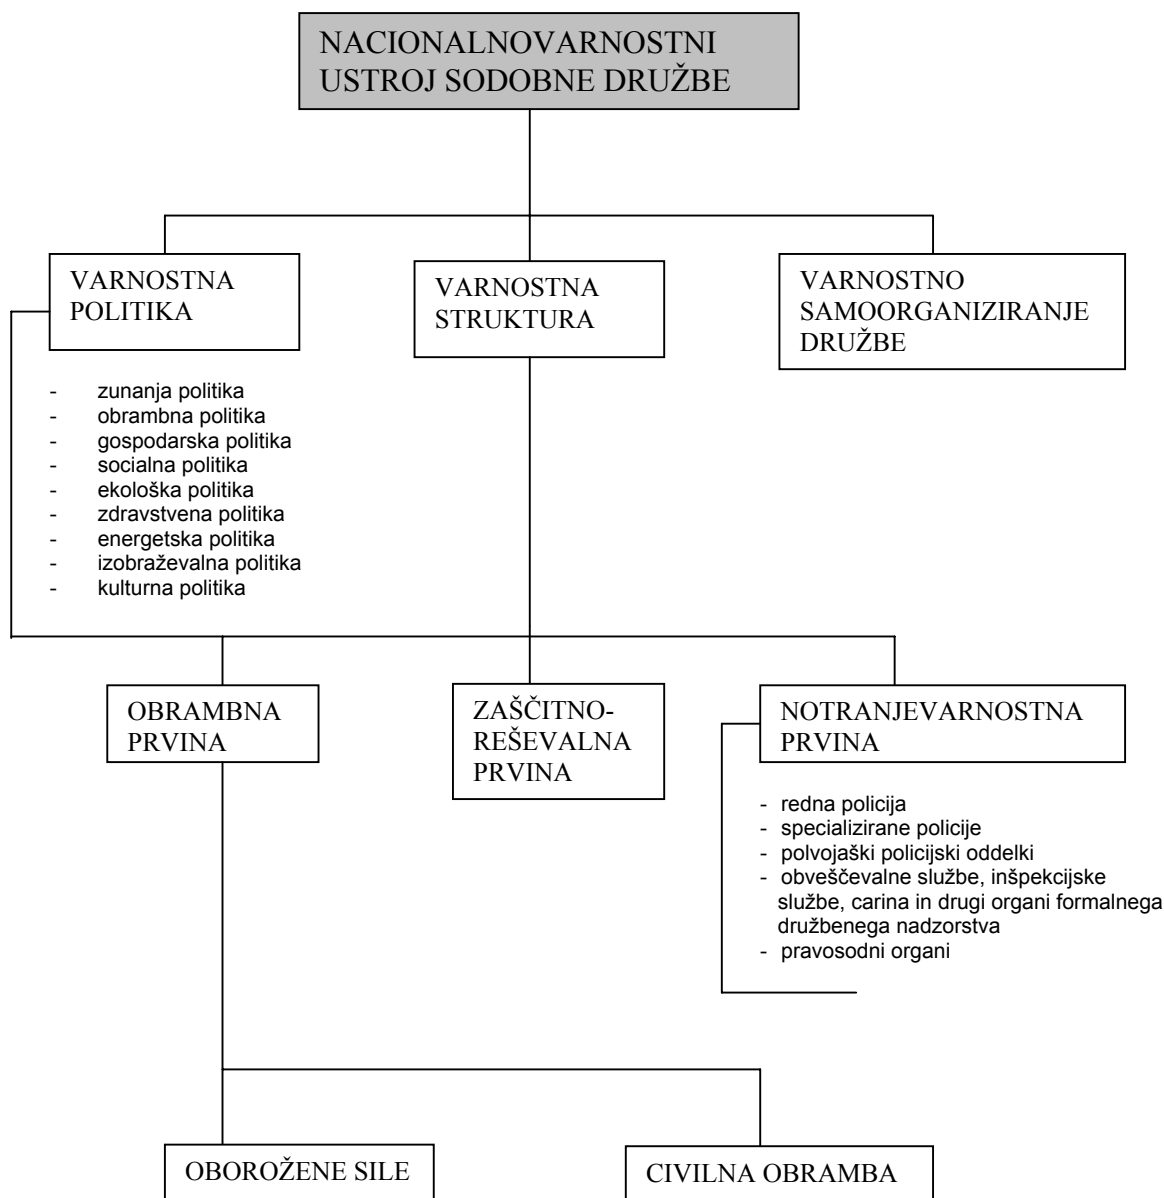 NACIONALNOVARNOSTNI
USTROJ SODOBNE DRUŽBE
VARNOSTNA
POLITIKA
VARNOSTNA
STRUKTURA
VARNOSTNO
SAMOORGANIZIRANJE
DRUŽBE
- zunanja politika
- obrambna politika
- gospodarska politika
- socialna politika
- ekološka politika
- zdravstvena politika
- energetska politika
- izobraževalna politika
- kulturna politika
OBRAMBNA
PRVINA
ZAŠČITNO-
REŠEVALNA
PRVINA
NOTRANJEVARNOSTNA
PRVINA
- redna policija
- specializirane policije
- polvojaški policijski oddelki
- obveščevalne službe, inšpekcijske
službe, carina in drugi organi formalnega
družbenega nadzorstva
- pravosodni organi
OBOROŽENE SILE
CIVILNA OBRAMBA